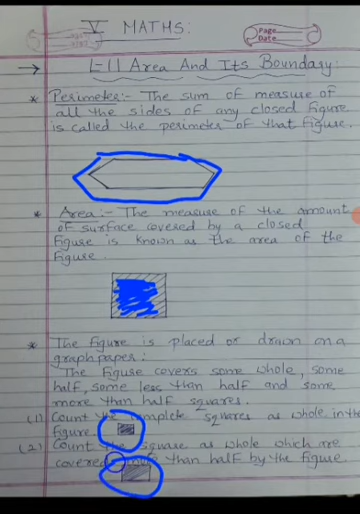 V MATHS:
Page
Date
→ L-11 Area And Its Boundary:
* Perimeter:- The sum of measure of
all the sides of any closed figure
is called the perimeter of that figure.
* Area:- The measure of the amount
of surface covered by a closed
figure is known as the area of the
figure.
* The figure is placed or drawn on a
graph paper:
The figure covers some whole, some
half, some less than half and some
more than half squares.
(1) Count the complete squares as whole in the
figure.
(2) Count the square as whole which are
covered more than half by the figure.